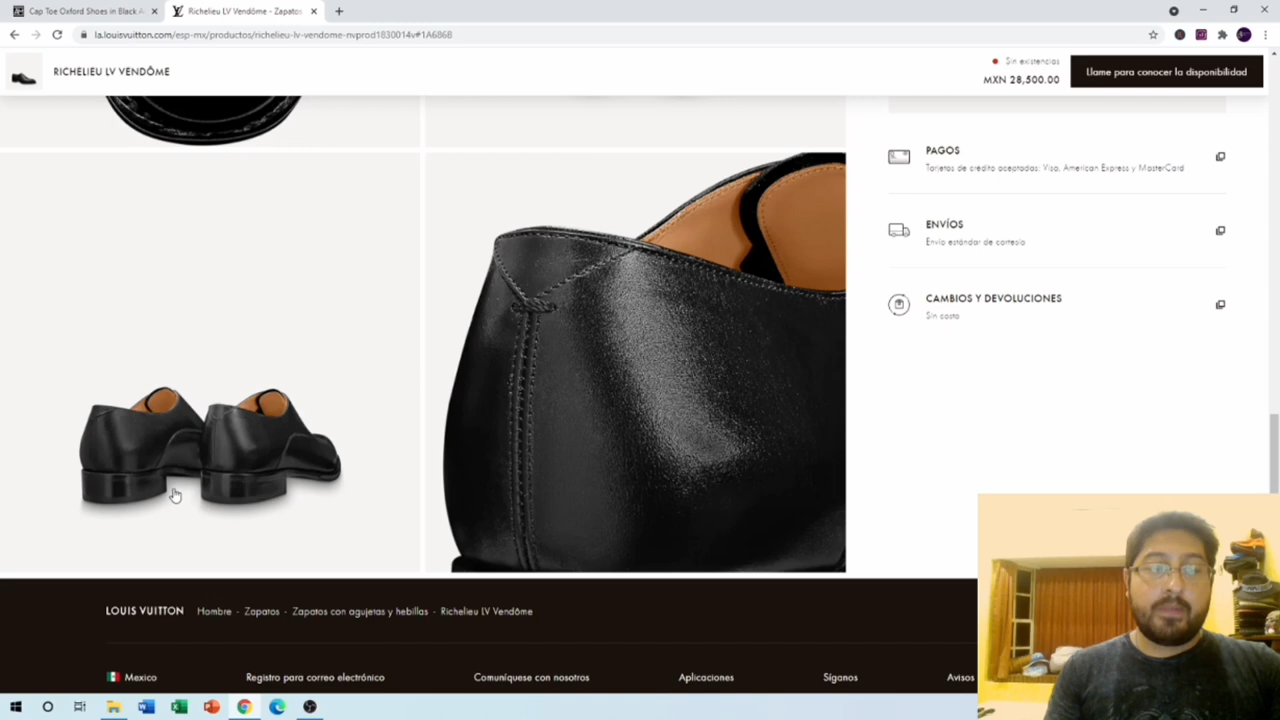 Cap Toe Oxford Shoes in Black A
Richelieu LV Vendôme - Zapatos
la.louisvuitton.com/esp-mx/productos/richelieu-lv-vendome-nvprod1830014v#1A6868
RICHELIEU LV VENDÔME
Sin existencias
MXN 28,500.00
Llame para conocer la disponibilidad
PAGOS
Tarjetas de crédito aceptadas: Visa, American Express y MasterCard
ENVÍOS
Envío estándar de cortesía
CAMBIOS Y DEVOLUCIONES
Sin costo
LOUIS VUITTON Hombre - Zapatos - Zapatos con agujetas y hebillas - Richelieu LV Vendôme
Mexico Registro para correo electrónico Comuníquese con nosotros Aplicaciones Síganos Avisos